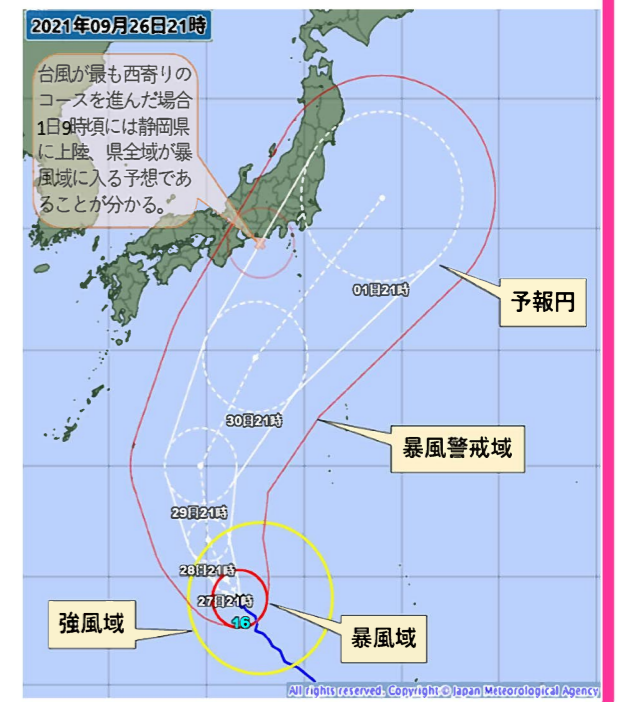 2021年09月26日21時
台風が最も西寄りの
コースを進んだ場合
1日9時頃には静岡県
に上陸、県全域が暴
風域に入る予想であ
ることが分かる。
01日21時
予報円
30日21時
暴風警戒域
29日21時
28日21時
27日21時
16
強風域
暴風域
All rights reserved. Copyright © Japan Meteorological Agency